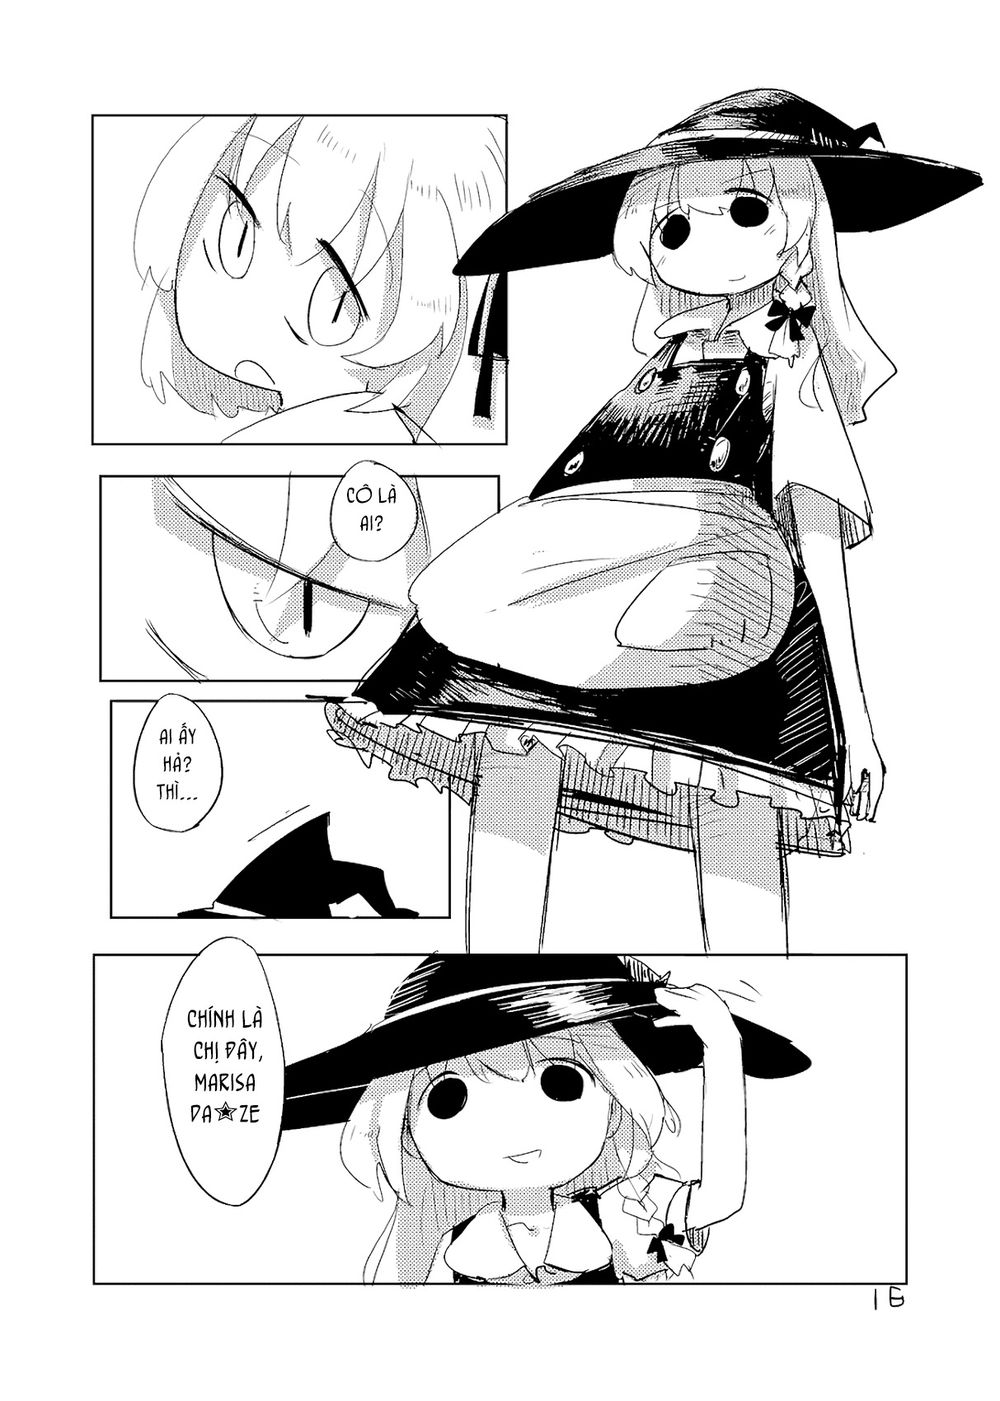 CÔ LÀ
AI?
AI ẤY
HẢ?
THÌ...
CHÍNH LÀ
CHỊ ĐÂY,
MARISA
DA★ZE
16